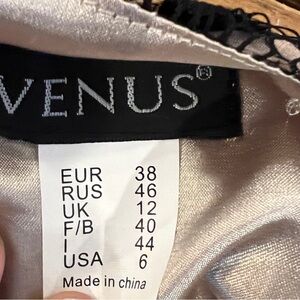 VENUS®
EUR 38
RUS 46
UK 12
F/B 40
I 44
USA 6
Made in china